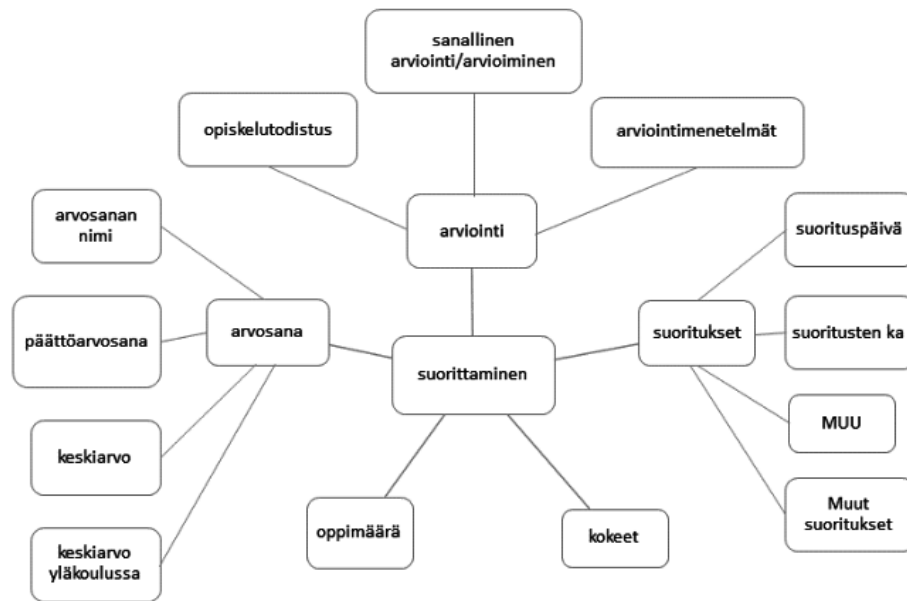 sanallinen
arviointi/arvioiminen
opiskelutodistus
arviointimenetelmät
arvosanan
nimi
arviointi
suorituspäivä
päättöarvosana
arvosana
suoritukset
suoritusten ka
suorittaminen
keskiarvo
MUU
keskiarvo
yläkoulussa
oppimäärä
kokeet
Muut
suoritukset